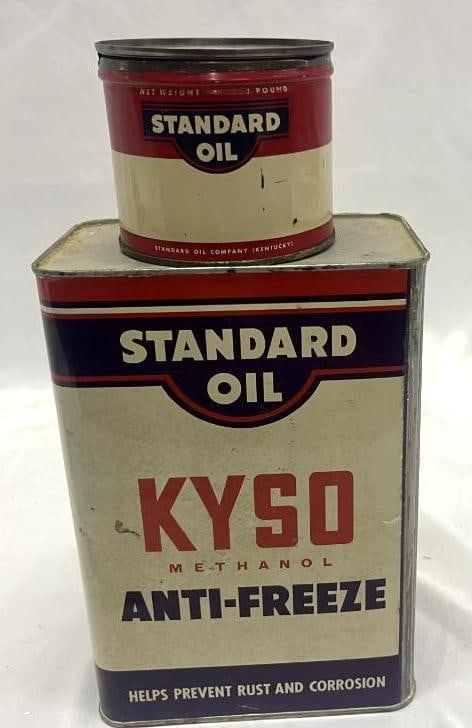 NET WEIGHT 1 POUND
STANDARD
OIL
STANDARD OIL COMPANY (KENTUCKY)
STANDARD
OIL
KYSO
METHANOL
ANTI-FREEZE
HELPS PREVENT RUST AND CORROSION